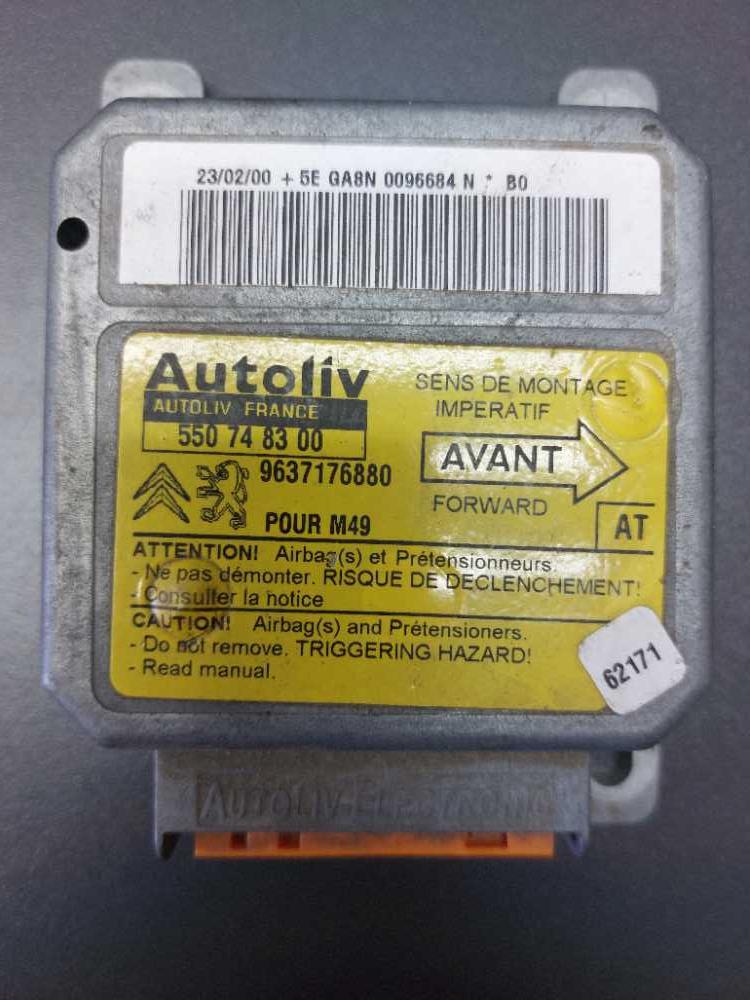 23/02/00 + 5E GA8N 0096684 N * B0
Autoliv
AUTOLIV FRANCE
550 74 83 00
9637176880
POUR M49
SENS DE MONTAGE
IMPERATIF
AVANT
FORWARD
AT
ATTENTION! Airbag(s) et Prétensionneurs.
- Ne pas démonter. RISQUE DE DECLENCHEMENT!
- Consulter la notice
CAUTION! Airbag(s) and Prétensioners.
- Do not remove. TRIGGERING HAZARD!
- Read manual.
62171
AUTOLIV-ELECTRONIC